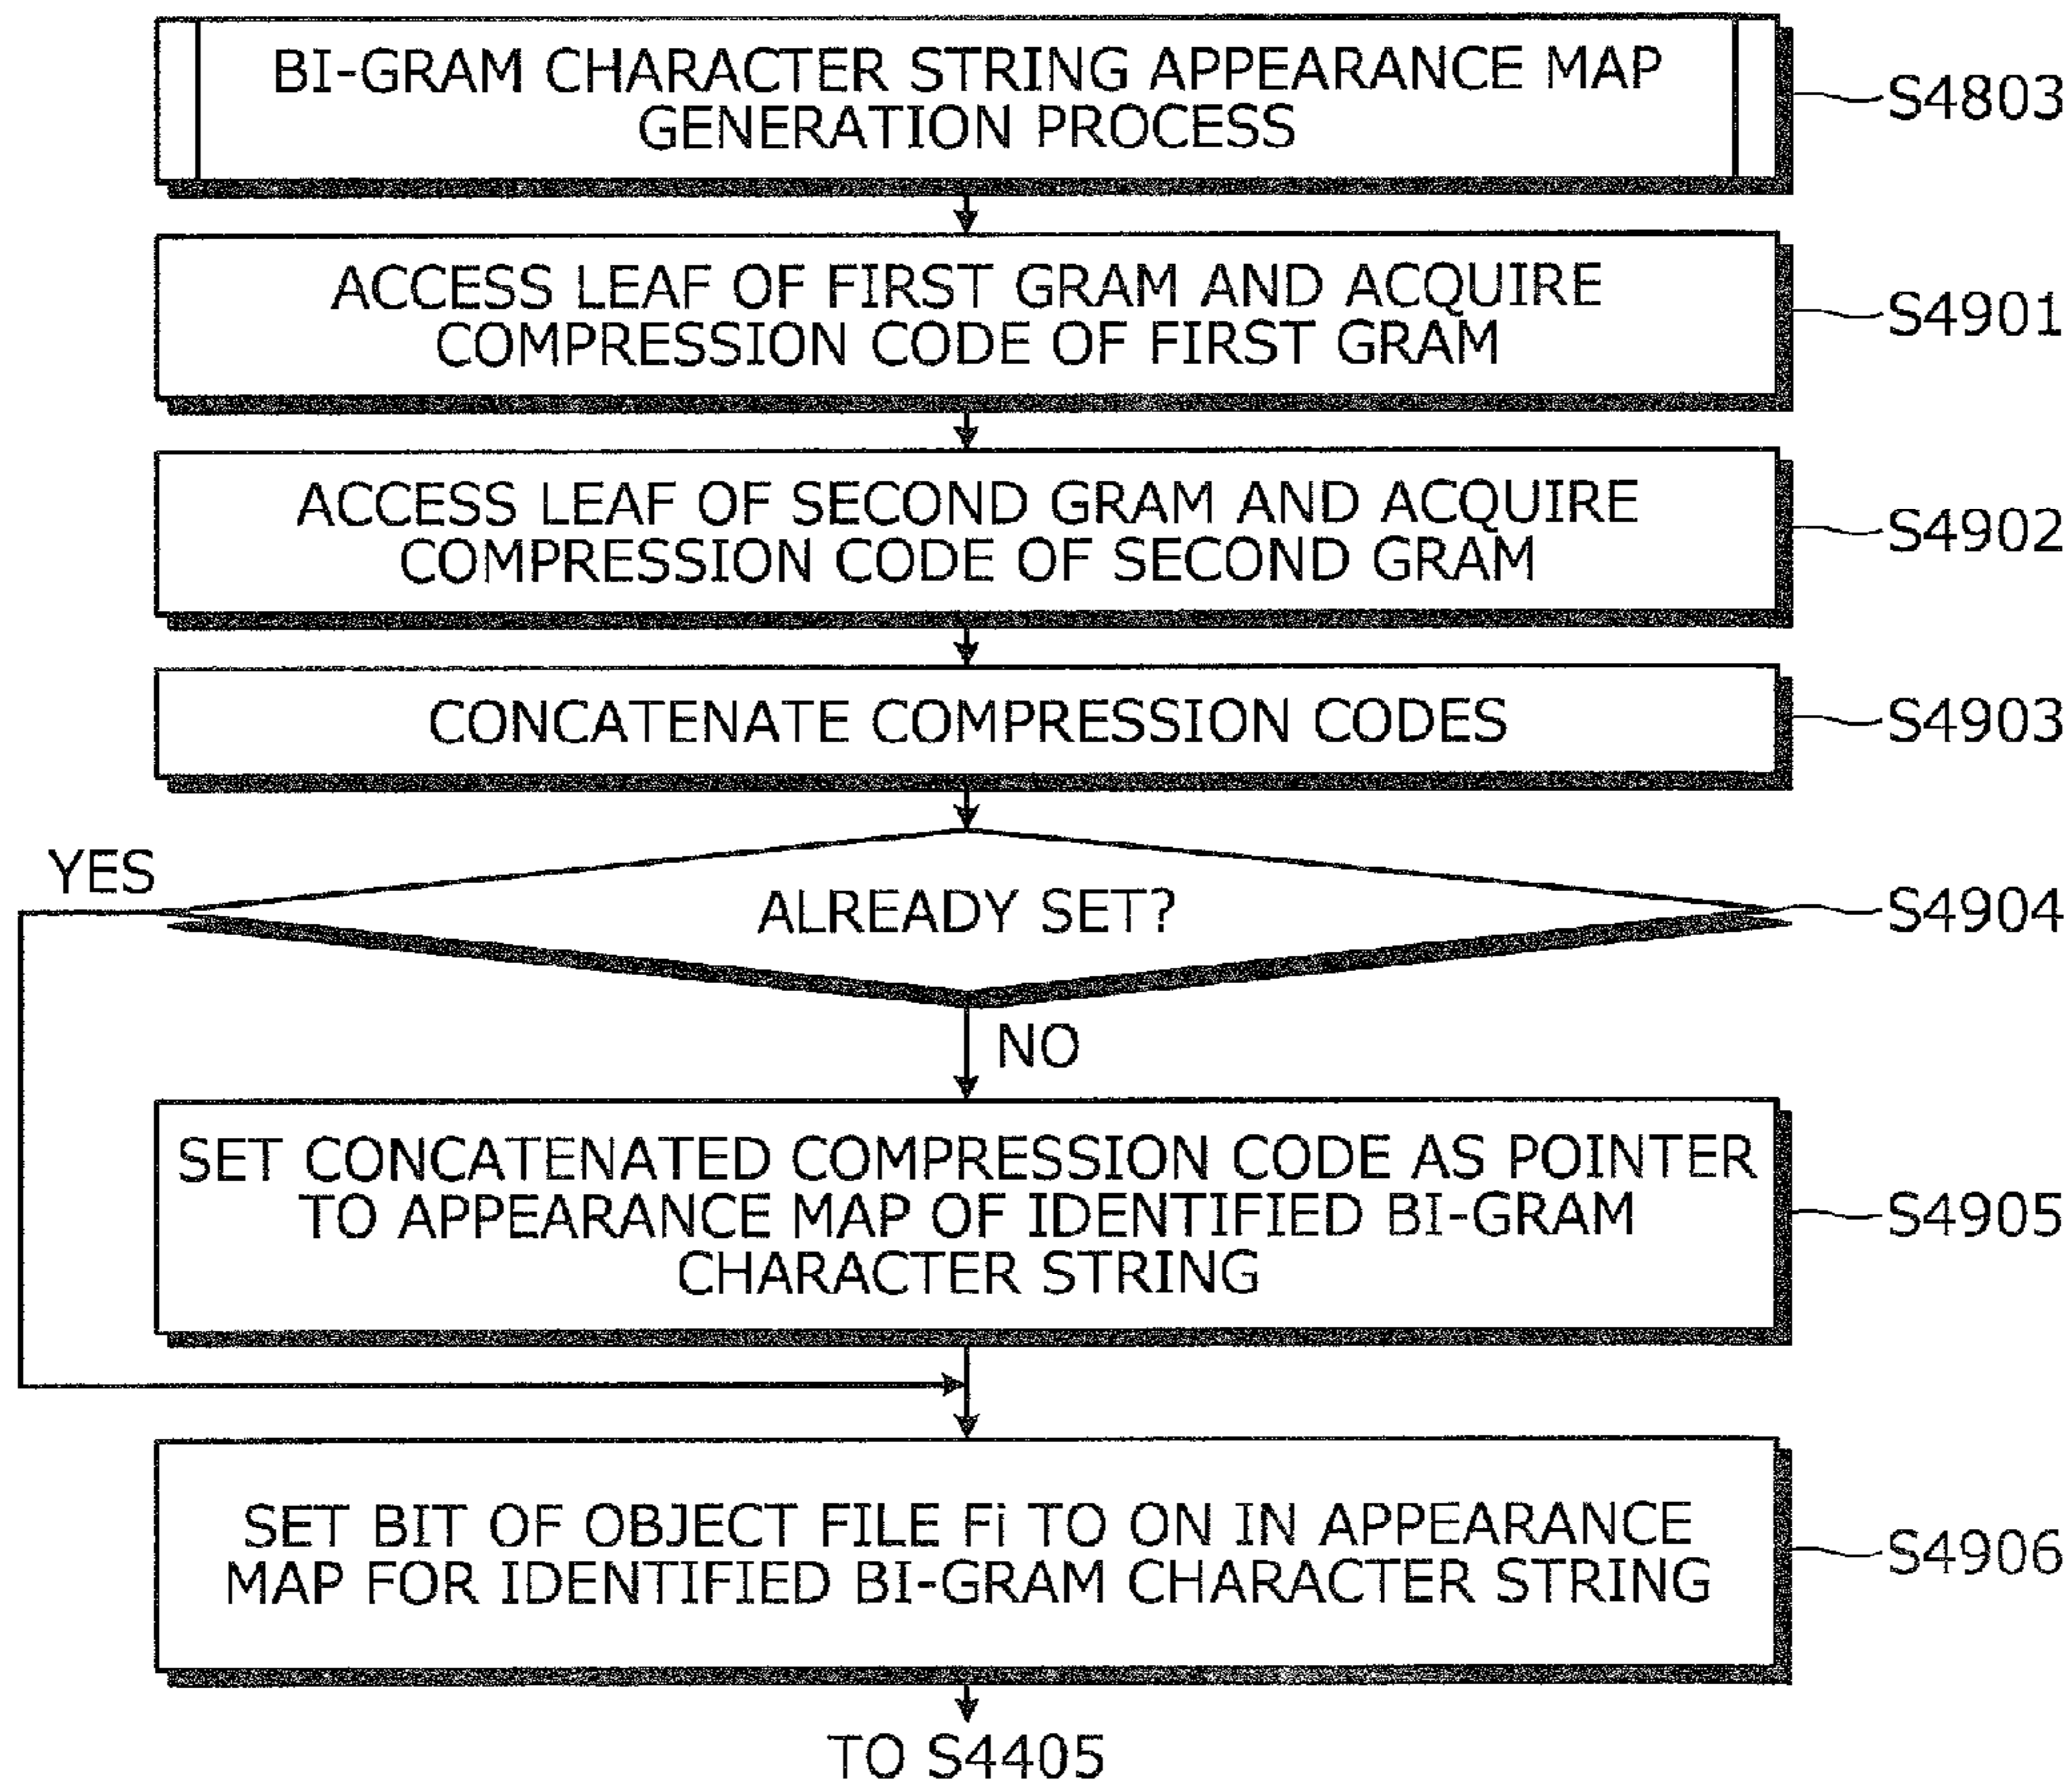 BI-GRAM CHARACTER STRING APPEARANCE MAP
GENERATION PROCESS
S4803
ACCESS LEAF OF FIRST GRAM AND ACQUIRE
COMPRESSION CODE OF FIRST GRAM
S4901
ACCESS LEAF OF SECOND GRAM AND ACQUIRE
COMPRESSION CODE OF SECOND GRAM
S4902
CONCATENATE COMPRESSION CODES
S4903
YES
ALREADY SET?
S4904
NO
SET CONCATENATED COMPRESSION CODE AS POINTER
TO APPEARANCE MAP OF IDENTIFIED BI-GRAM
CHARACTER STRING
S4905
SET BIT OF OBJECT FILE Fi TO ON IN APPEARANCE
MAP FOR IDENTIFIED BI-GRAM CHARACTER STRING
S4906
TO S4405